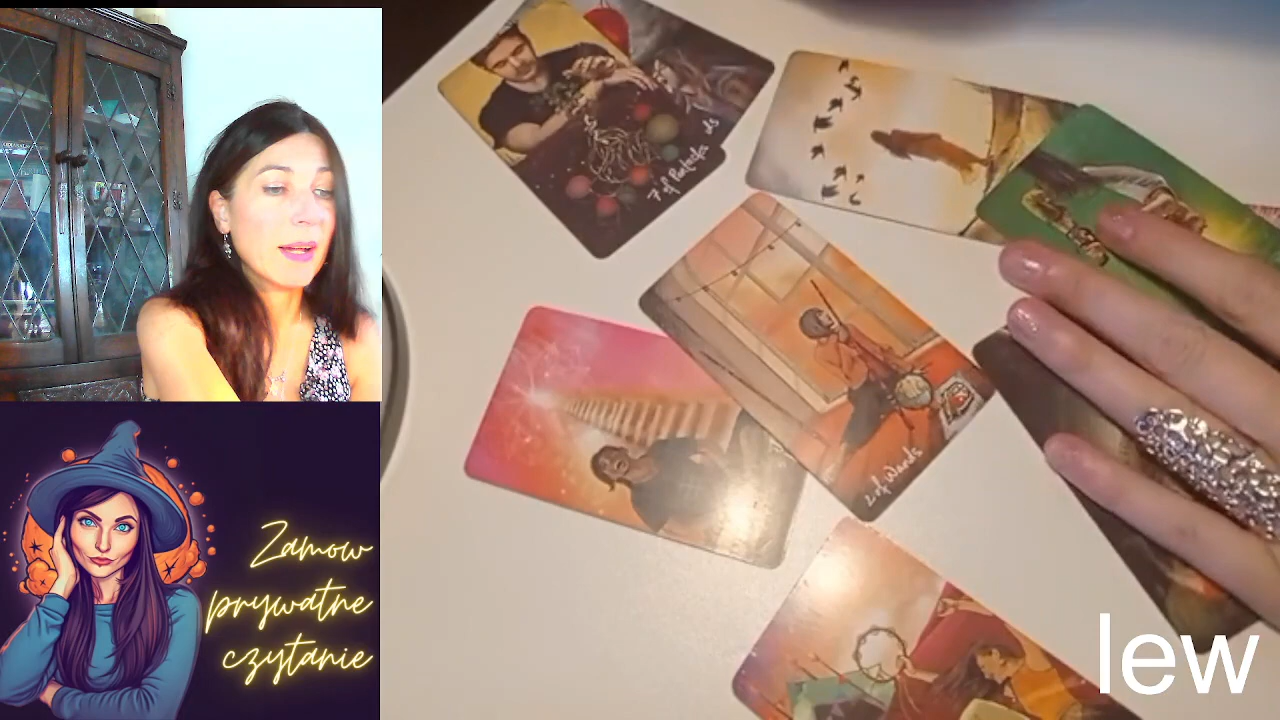 7 of Pentacles
2 of Wands
Zamow
prywatne
czytanie
lew